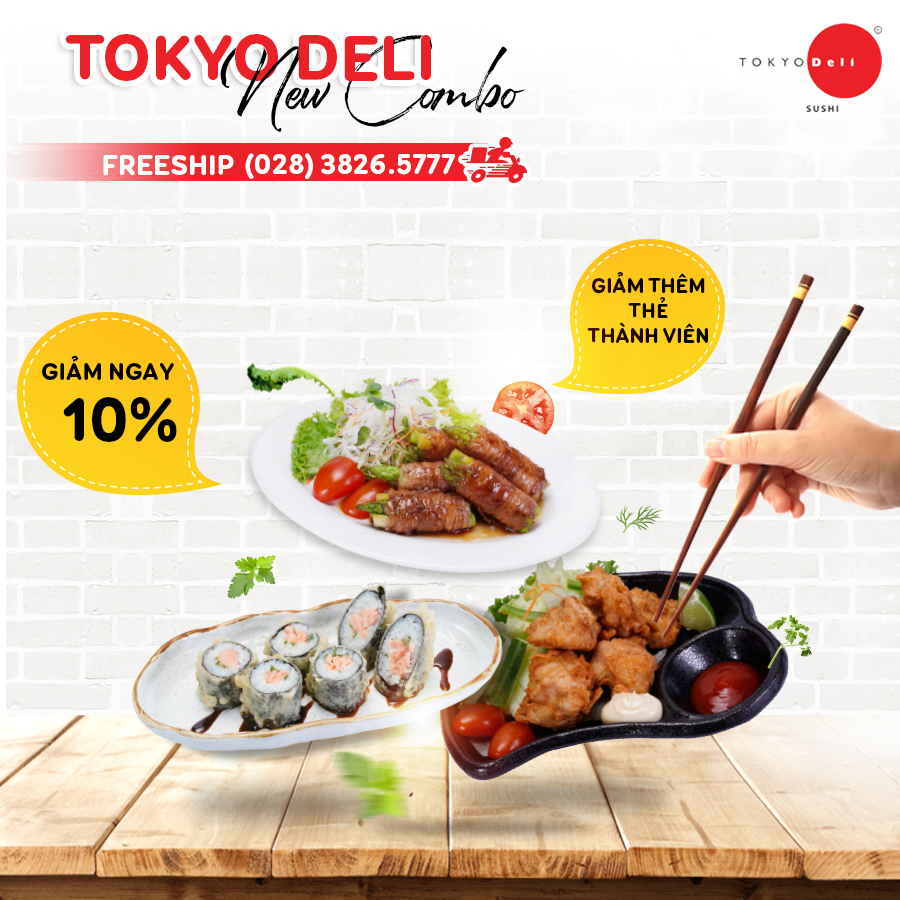 TOKYO DELI
New Combo
TOKYO Deli
©
SUSHI
FREESHIP (028) 3826.5777
GIẢM THÊM
THẺ
THÀNH VIÊN
GIẢM NGAY
10%